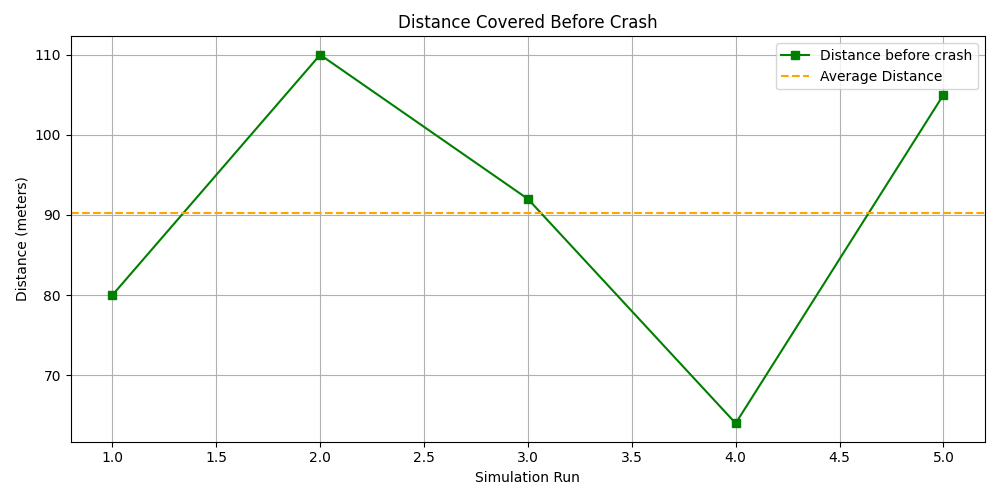 Distance Covered Before Crash
Distance before crash
Average Distance
110
100
90
80
70
Distance (meters)
1.0 1.5 2.0 2.5 3.0 3.5 4.0 4.5 5.0
Simulation Run